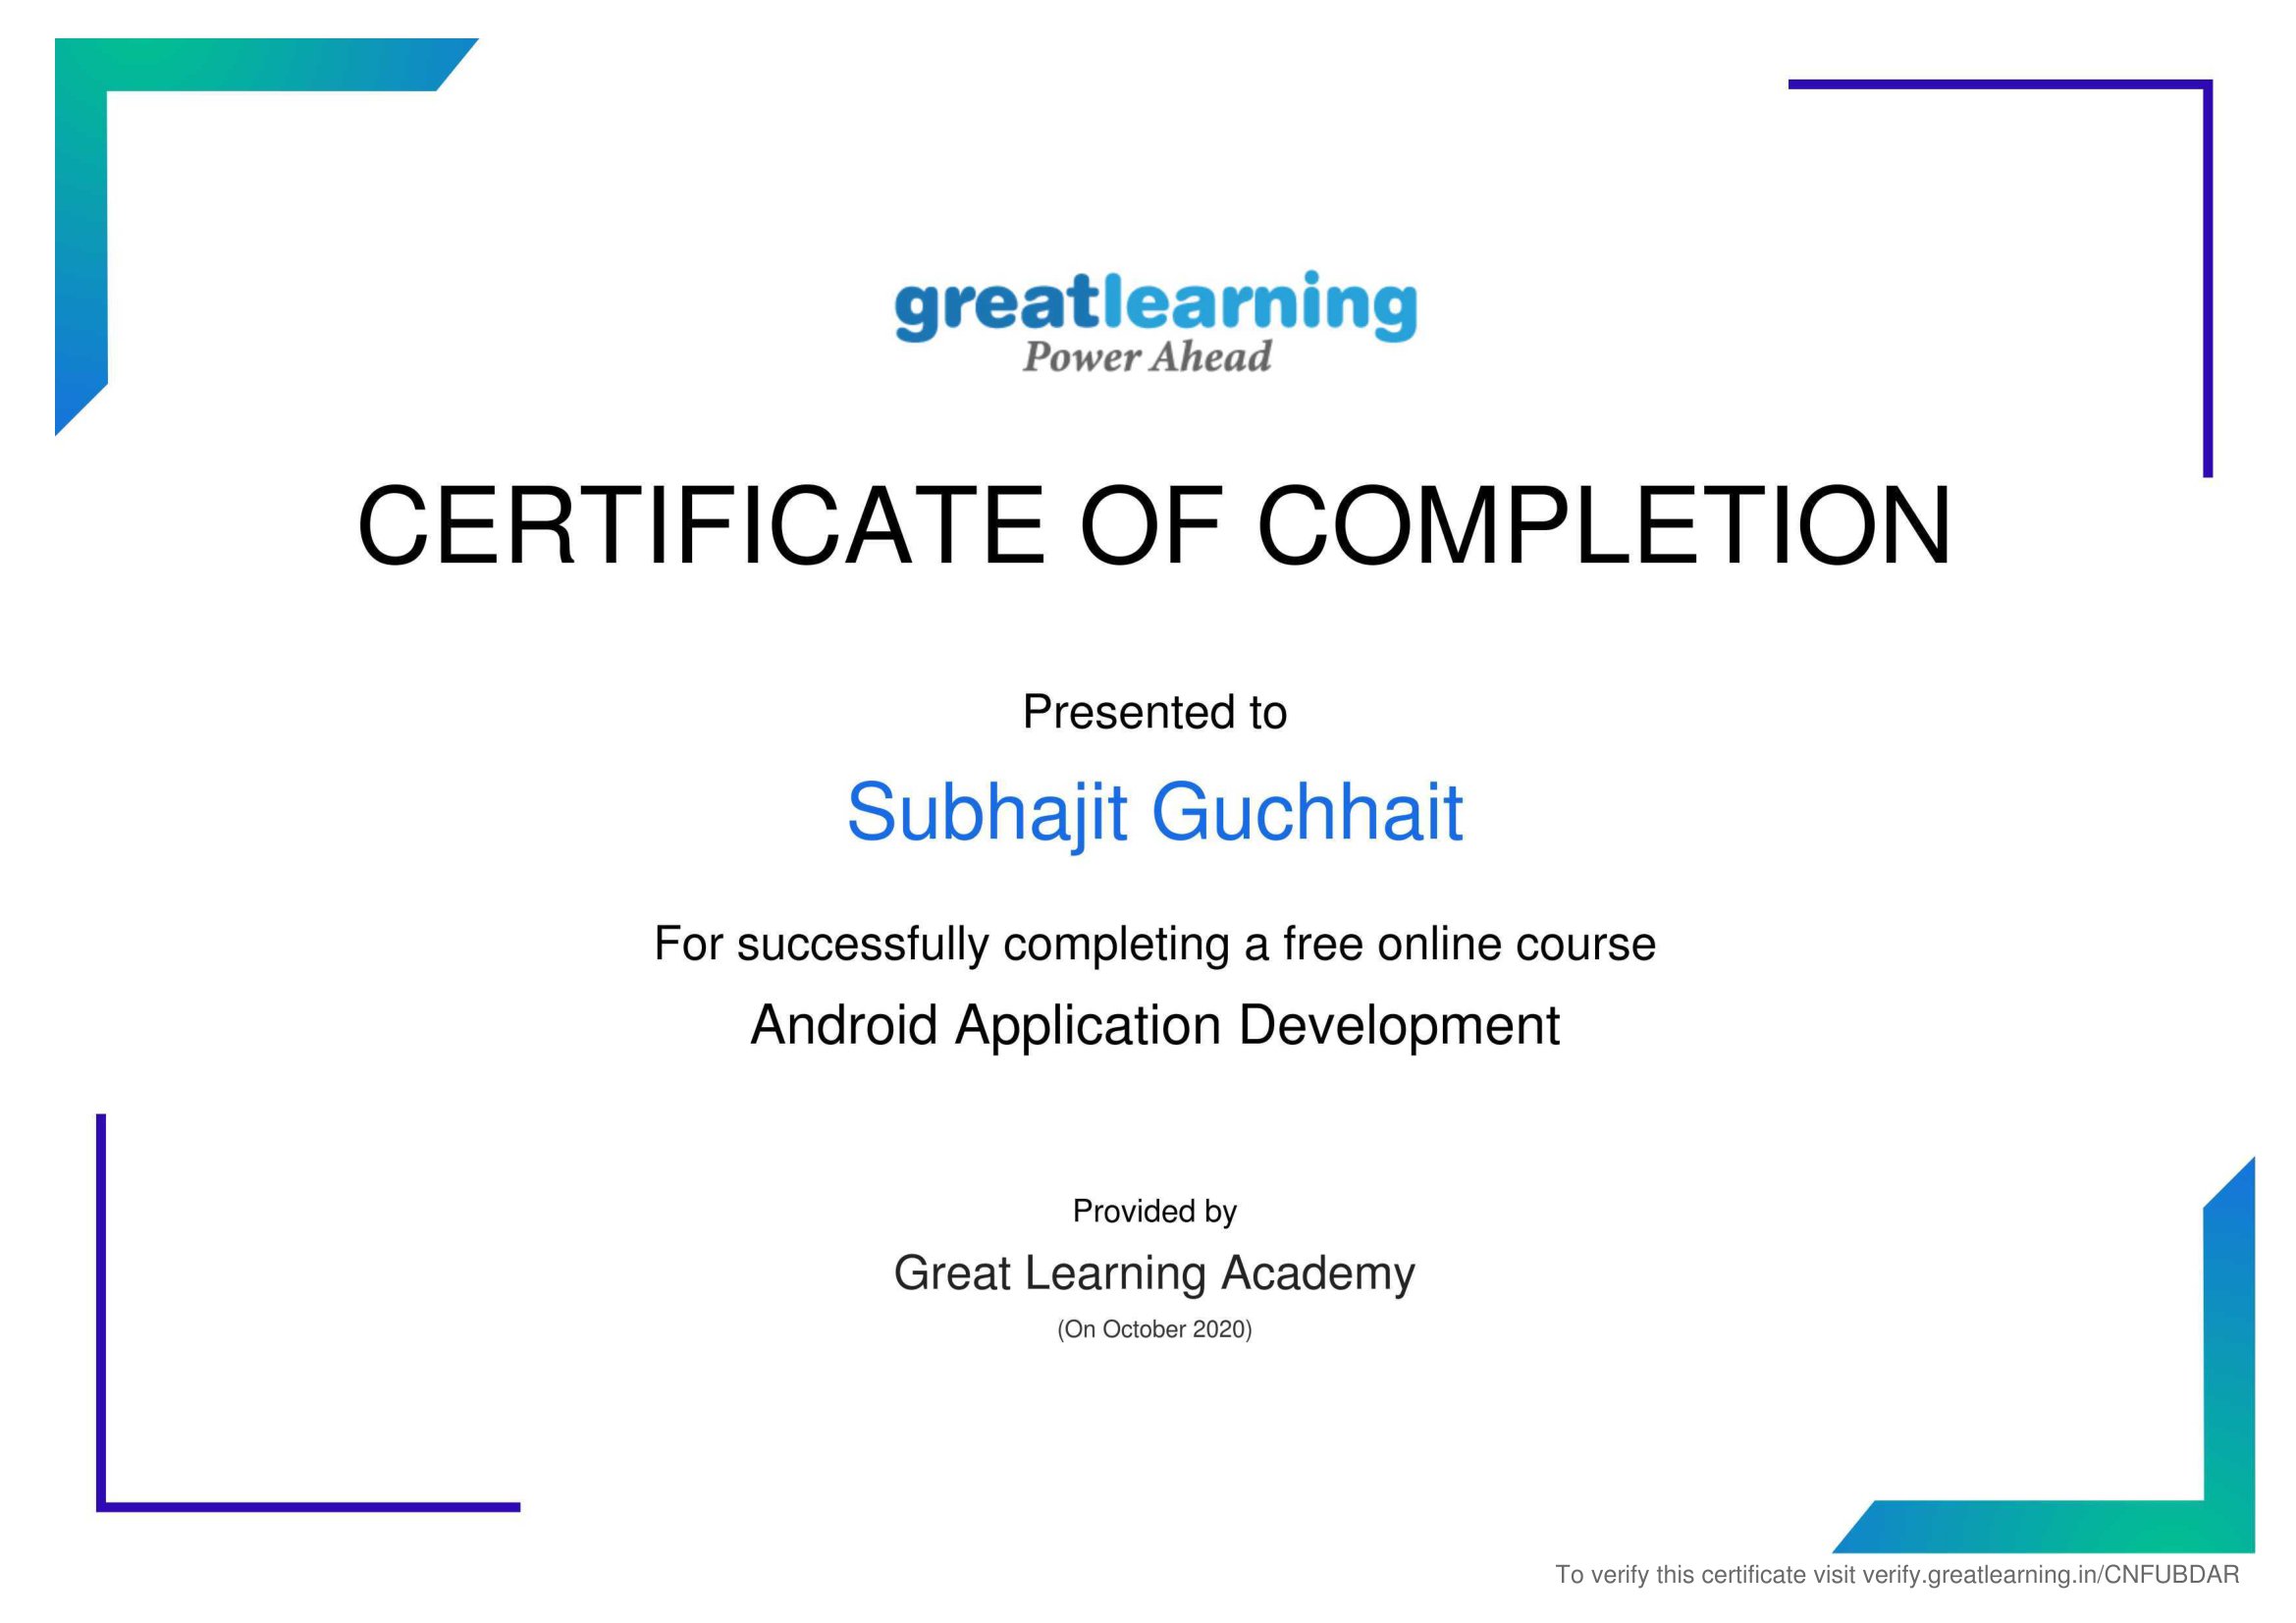 greatlearning
Power Ahead
CERTIFICATE OF COMPLETION
Presented to
Subhajit Guchhait
For successfully completing a free online course
Android Application Development
Provided by
Great Learning Academy
(On October 2020)
To verify this certificate visit verify.greatlearning.in/CNFUBDAR